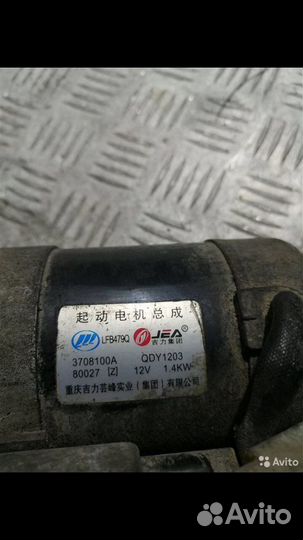 起动电机总成
LFB479Q JEA
吉力集团
3708100A QDY1203
80027 [Z] 12V 1.4KW
重庆吉力芸峰实业(集团)有限公司
Avito
Avito